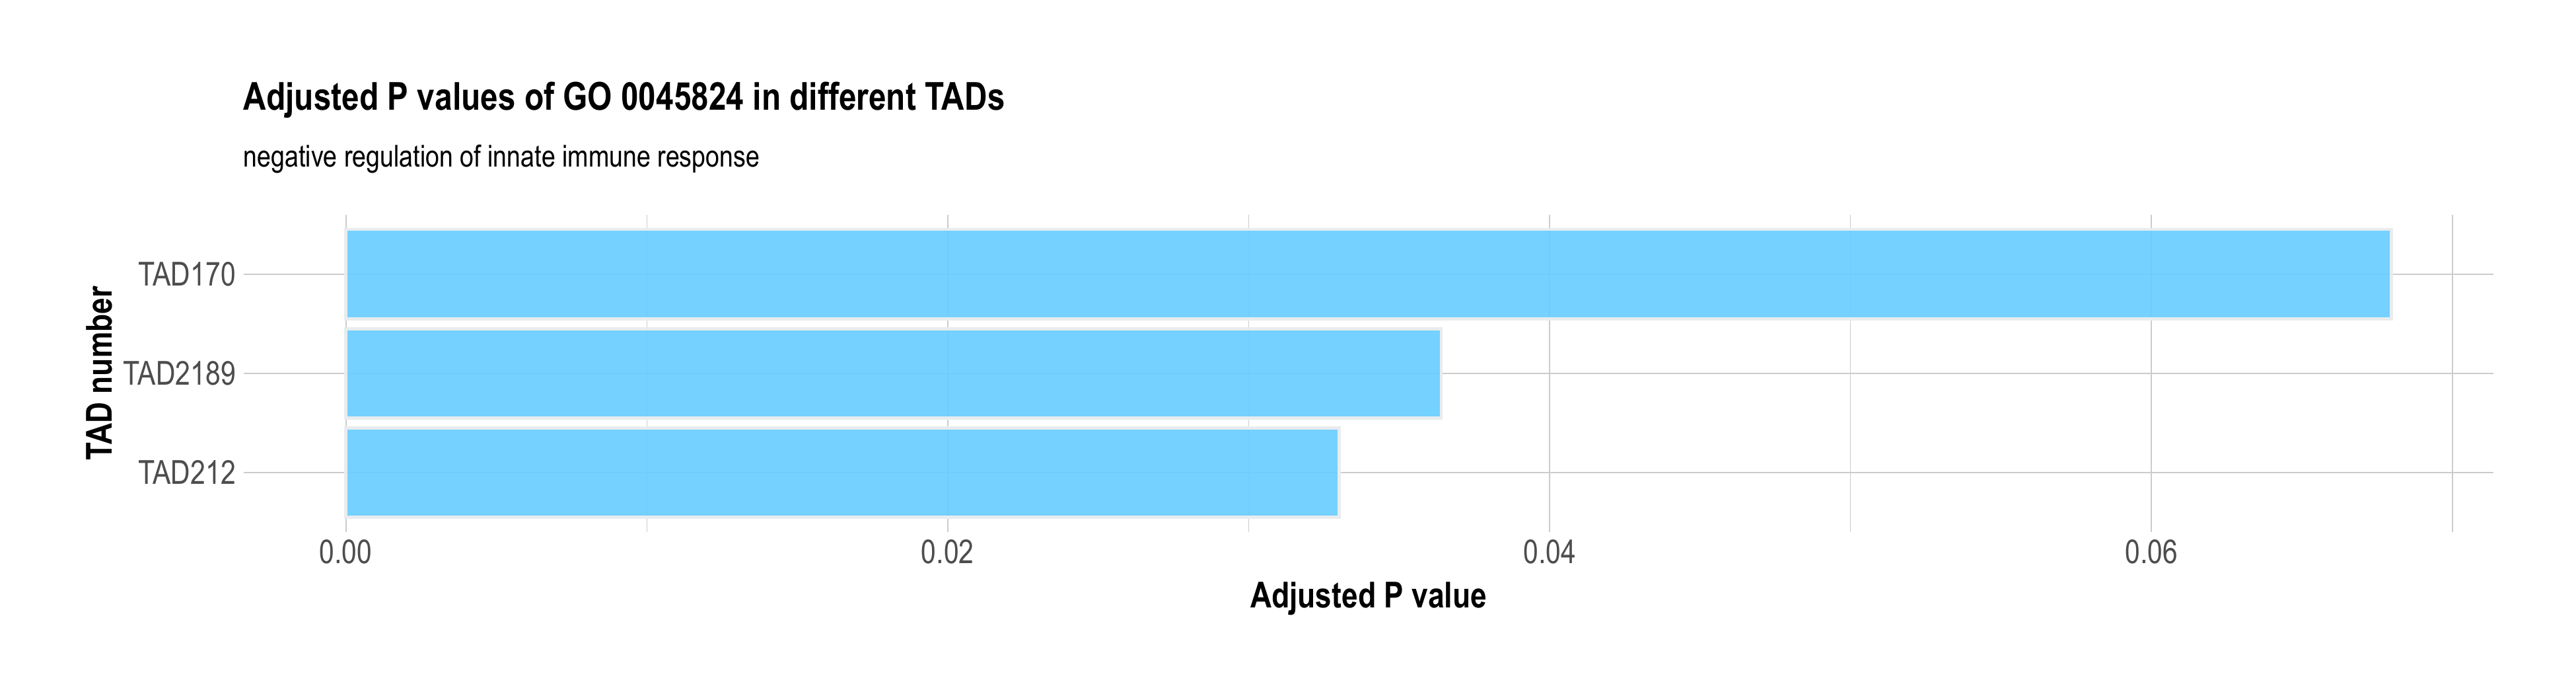 Adjusted P values of GO 0045824 in different TADs
negative regulation of innate immune response
TAD number
TAD170
TAD2189
TAD212
0.00 0.02 0.04 0.06
Adjusted P value